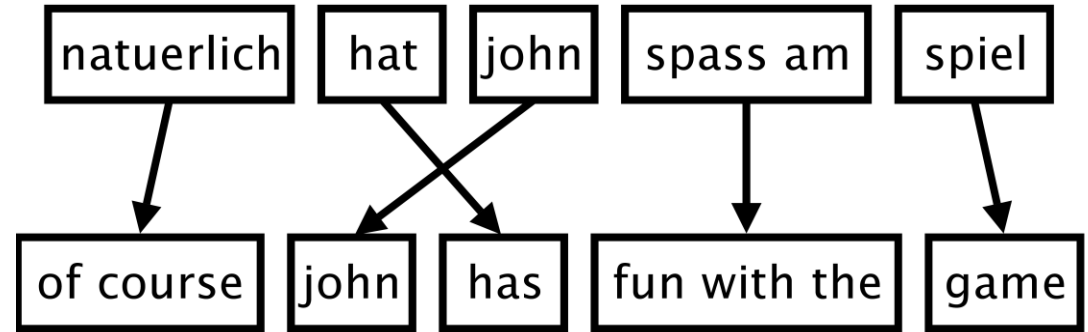 natuerlich hat john spass am spiel
of course john has fun with the game